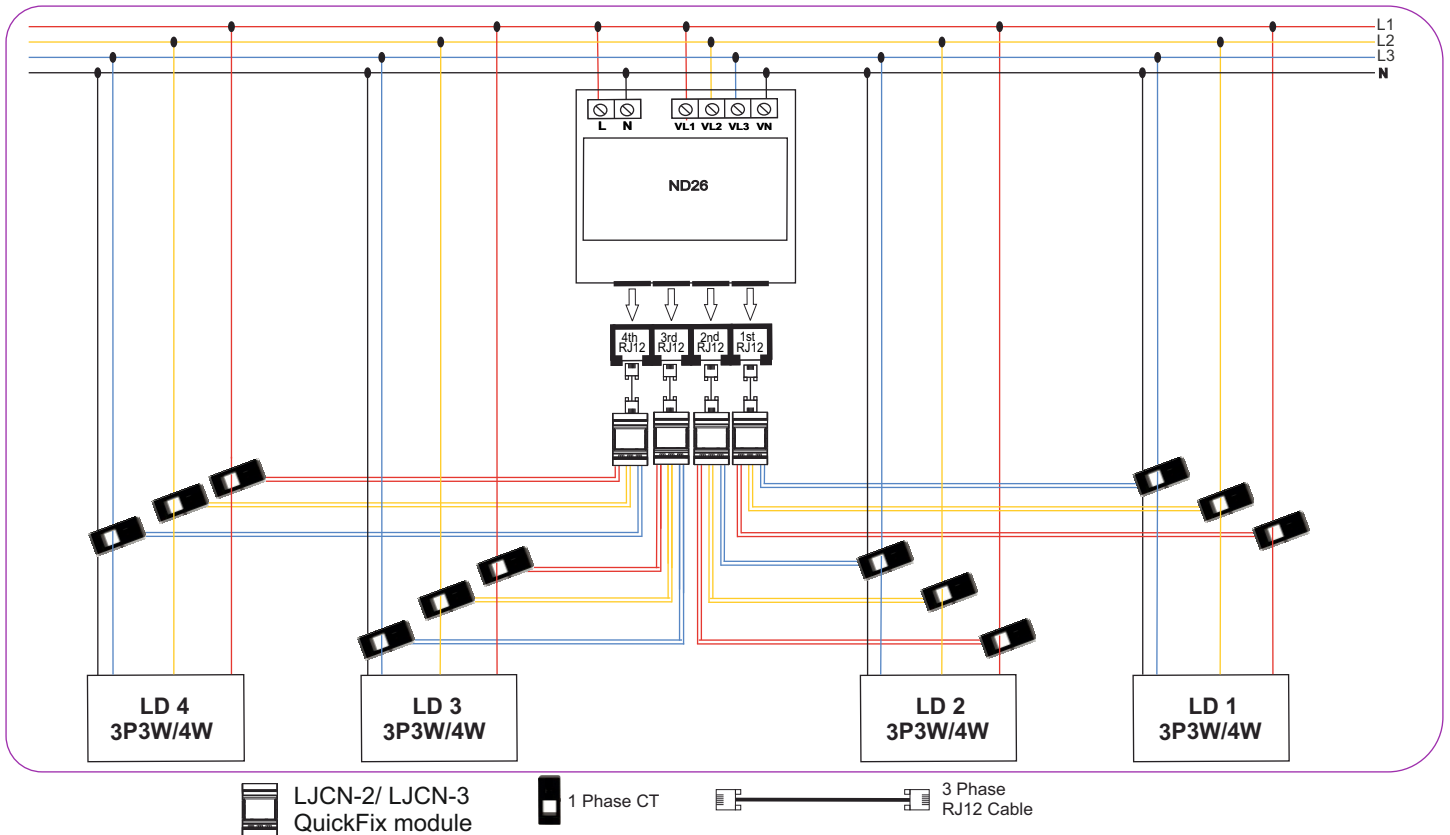 L1
L2
L3
N
L N VL1 VL2 VL3 VN
ND26
4th
RJ12
3rd
RJ12
2nd
RJ12
1st
RJ12
LD 4
3P3W/4W
LD 3
3P3W/4W
LD 2
3P3W/4W
LD 1
3P3W/4W
LJCN-2/ LJCN-3
QuickFix module
1 Phase CT
3 Phase
RJ12 Cable